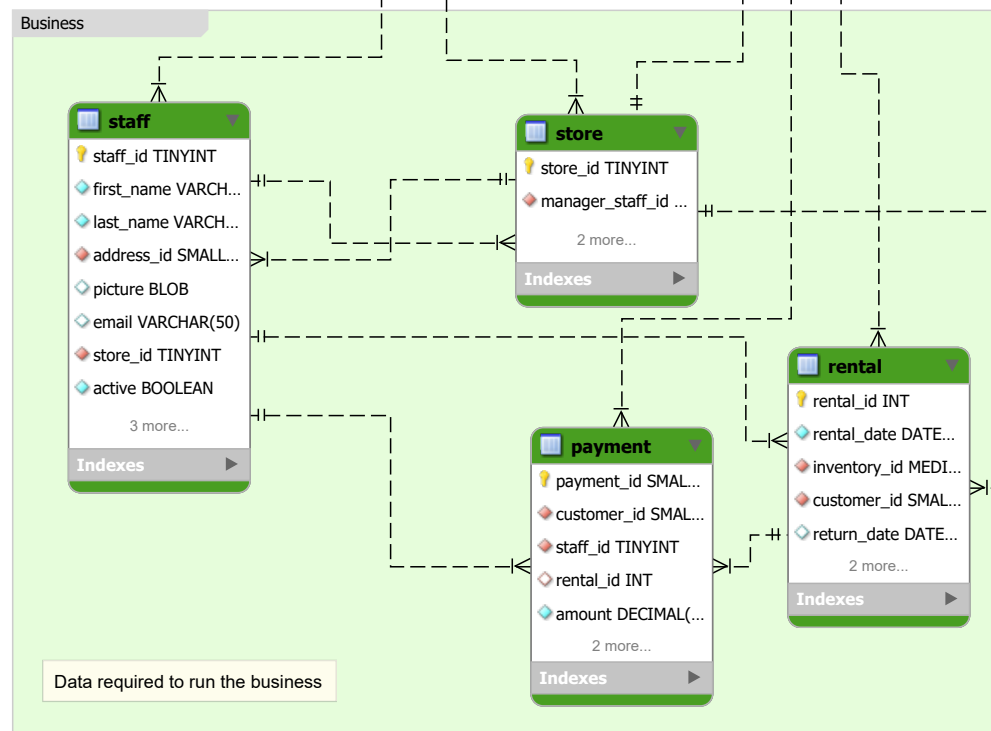 Business
staff
staff_id TINYINT
first_name VARCH...
last_name VARCH...
address_id SMALL...
picture BLOB
email VARCHAR(50)
store_id TINYINT
active BOOLEAN
3 more...
Indexes
store
store_id TINYINT
manager_staff_id ...
2 more...
Indexes
payment
payment_id SMAL...
customer_id SMAL...
staff_id TINYINT
rental_id INT
amount DECIMAL(...
2 more...
Indexes
rental
rental_id INT
rental_date DATE...
inventory_id MEDI...
customer_id SMAL...
return_date DATE...
2 more...
Indexes
Data required to run the business